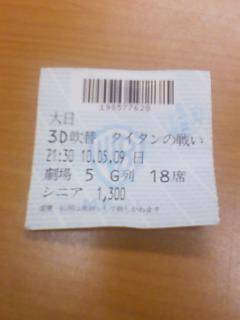 190577620
大日
3D吹替 タイタンの戦い
21:30 10.05.09 日
劇場 5 G列 18席
シニア 1,300